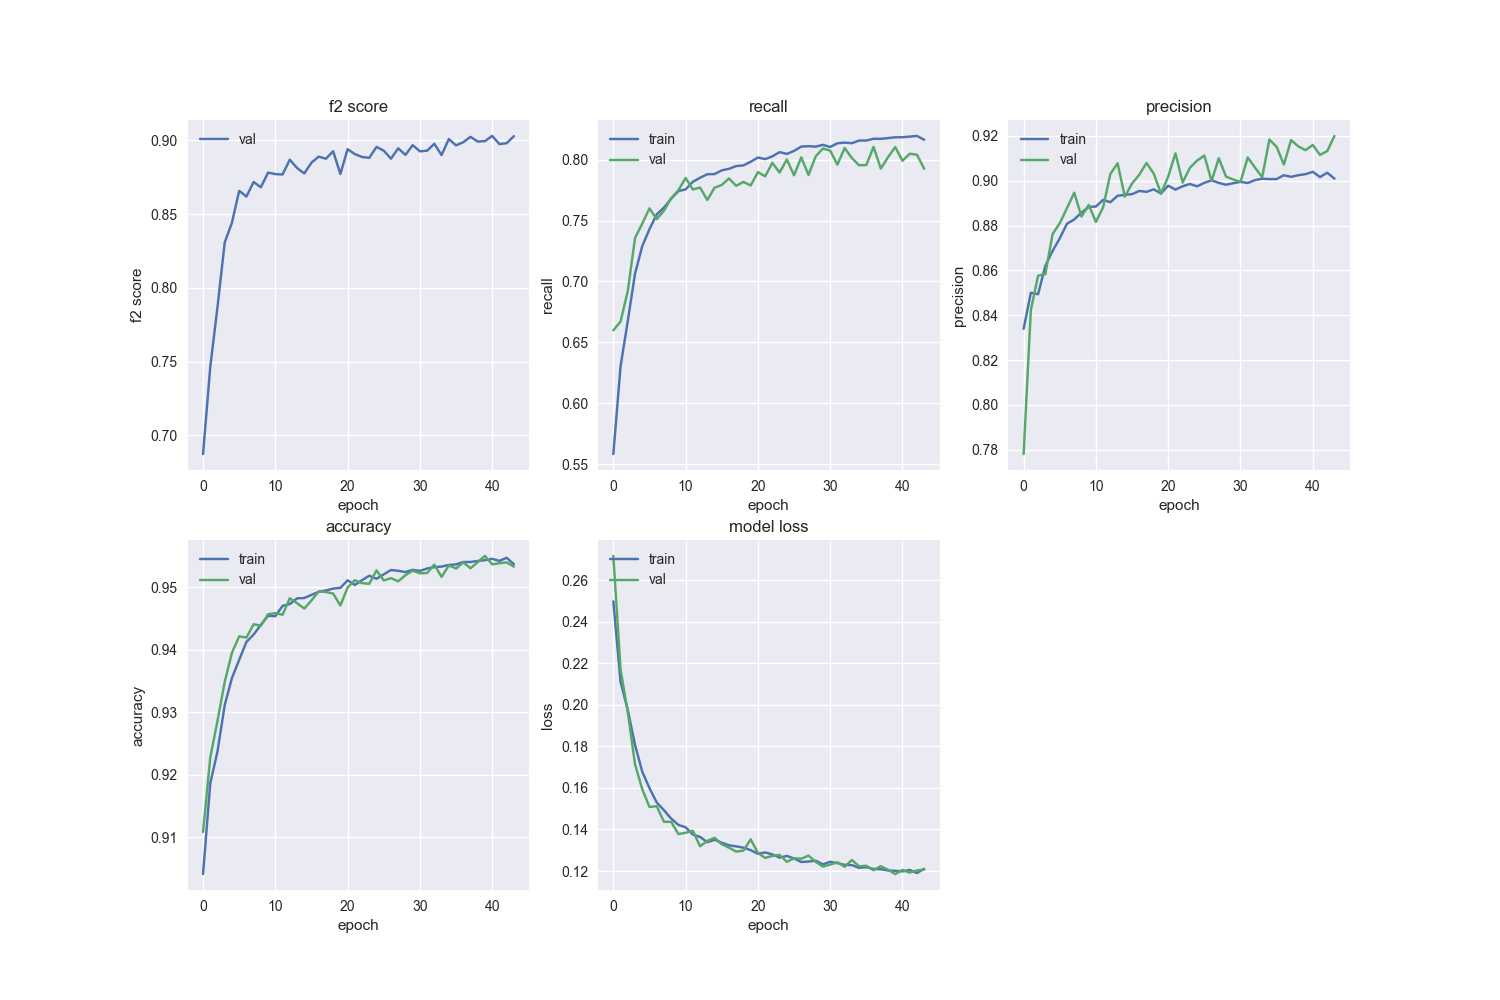 f2 score
val
0.90
0.85
0.80
0.75
0.70
f2 score
0 10 20 30 40
epoch
recall
train
val
0.80
0.75
0.70
0.65
0.60
0.55
recall
0 10 20 30 40
epoch
precision
train
val
0.92
0.90
0.88
0.86
0.84
0.82
0.80
0.78
precision
0 10 20 30 40
epoch
accuracy
train
val
0.95
0.94
0.93
0.92
0.91
accuracy
0 10 20 30 40
epoch
model loss
train
val
0.26
0.24
0.22
0.20
0.18
0.16
0.14
0.12
loss
0 10 20 30 40
epoch